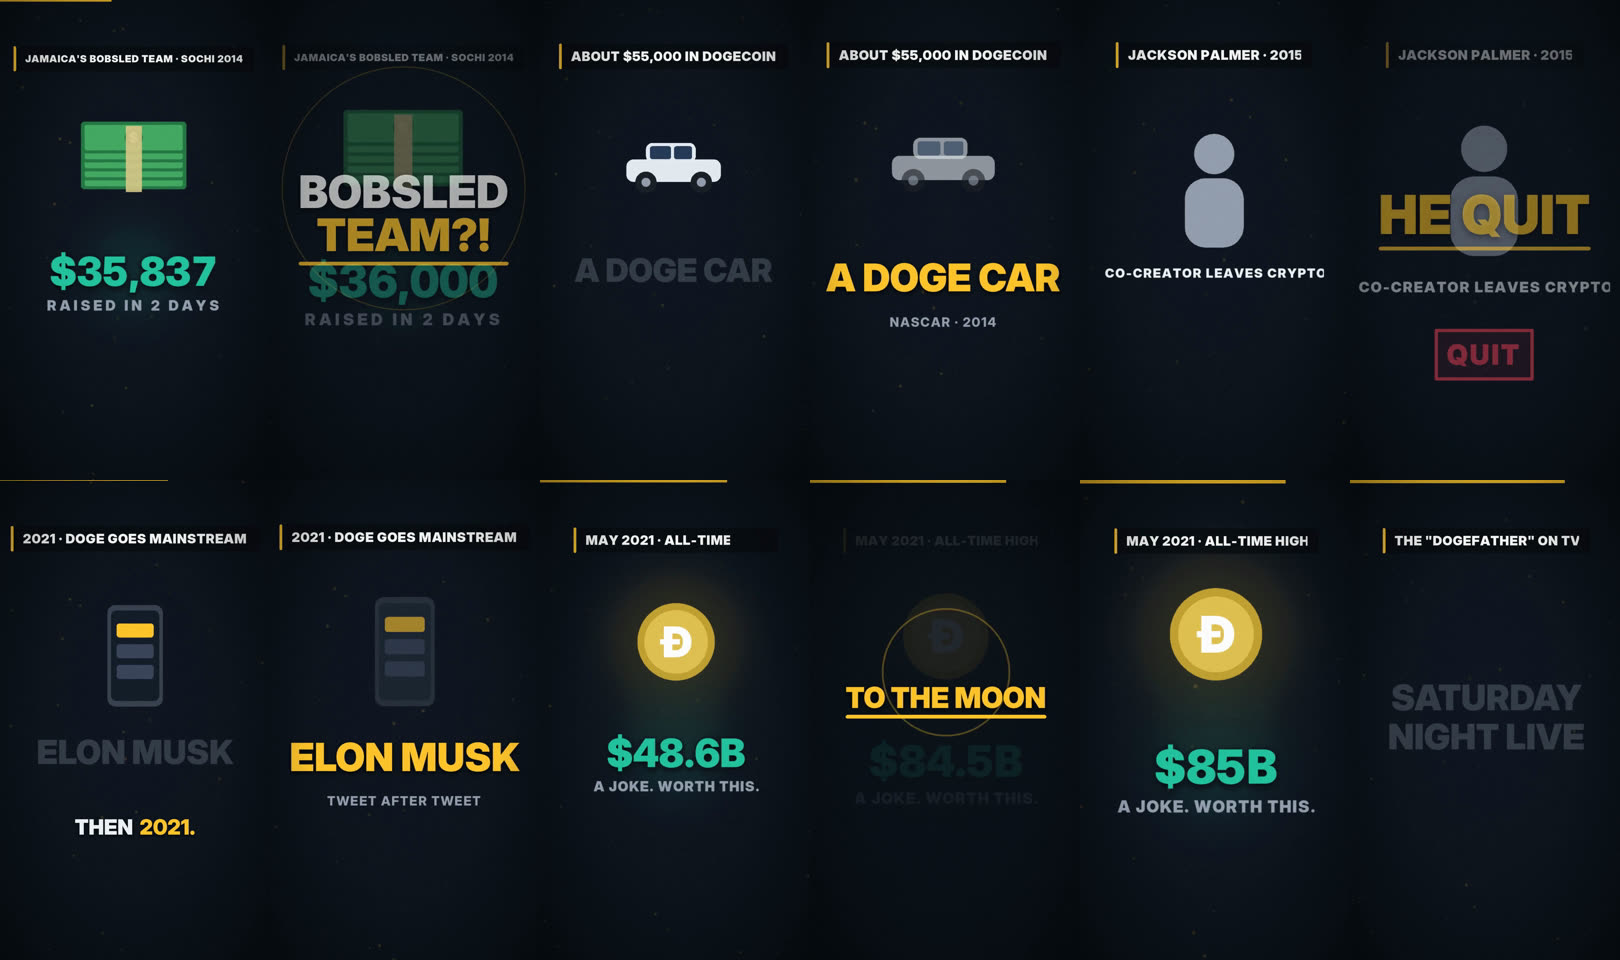 JAMAICA'S BOBSLED TEAM · SOCHI 2014
$35,837
RAISED IN 2 DAYS
JAMAICA'S BOBSLED TEAM · SOCHI 2014
BOBSLED
TEAM?!
$36,000
RAISED IN 2 DAYS
ABOUT $55,000 IN DOGECOIN
A DOGE CAR
ABOUT $55,000 IN DOGECOIN
A DOGE CAR
NASCAR · 2014
JACKSON PALMER · 2015
CO-CREATOR LEAVES CRYPTO
JACKSON PALMER · 2015
HE QUIT
CO-CREATOR LEAVES CRYPTO
QUIT
2021 · DOGE GOES MAINSTREAM
ELON MUSK
THEN 2021.
2021 · DOGE GOES MAINSTREAM
ELON MUSK
TWEET AFTER TWEET
MAY 2021 · ALL-TIME
Ð
$48.6B
A JOKE. WORTH THIS.
MAY 2021 · ALL-TIME HIGH
Ð
TO THE MOON
$84.5B
A JOKE. WORTH THIS.
MAY 2021 · ALL-TIME HIGH
Ð
$85B
A JOKE. WORTH THIS.
THE "DOGEFATHER" ON TV
SATURDAY
NIGHT LIVE